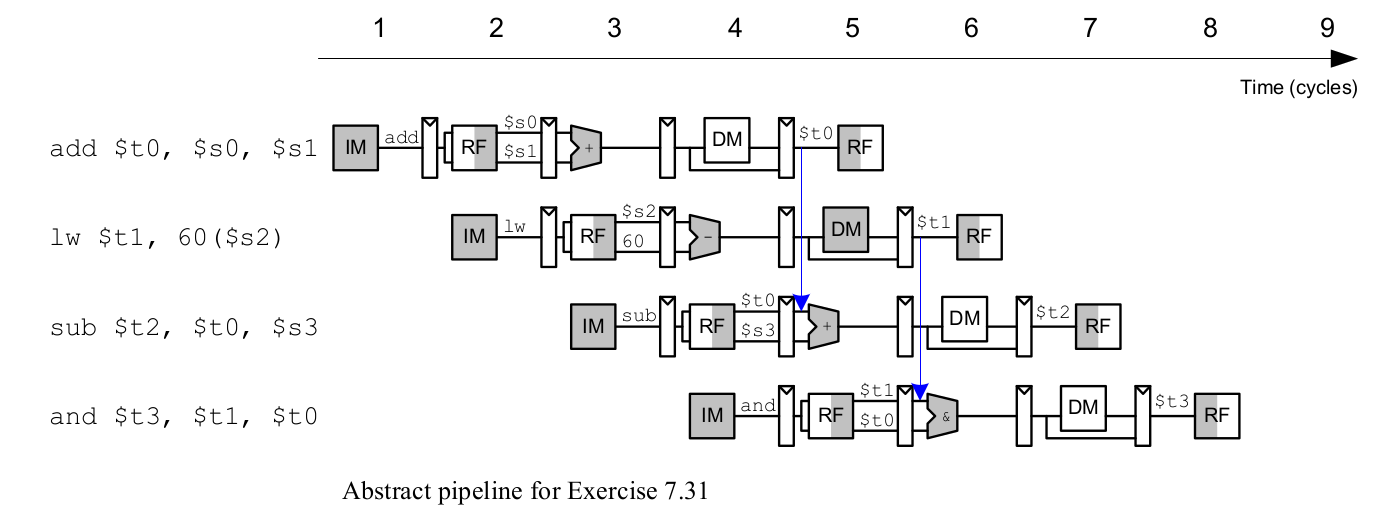 1 2 3 4 5 6 7 8 9
Time (cycles)
add $t0, $s0, $s1 IM add RF $s0 $s1 + DM $t0 RF
lw $t1, 60($s2) IM lw RF $s2 60 - DM $t1 RF
sub $t2, $t0, $s3 IM sub RF $t0 $s3 + DM $t2 RF
and $t3, $t1, $t0 IM and RF $t1 $t0 & DM $t3 RF
Abstract pipeline for Exercise 7.31